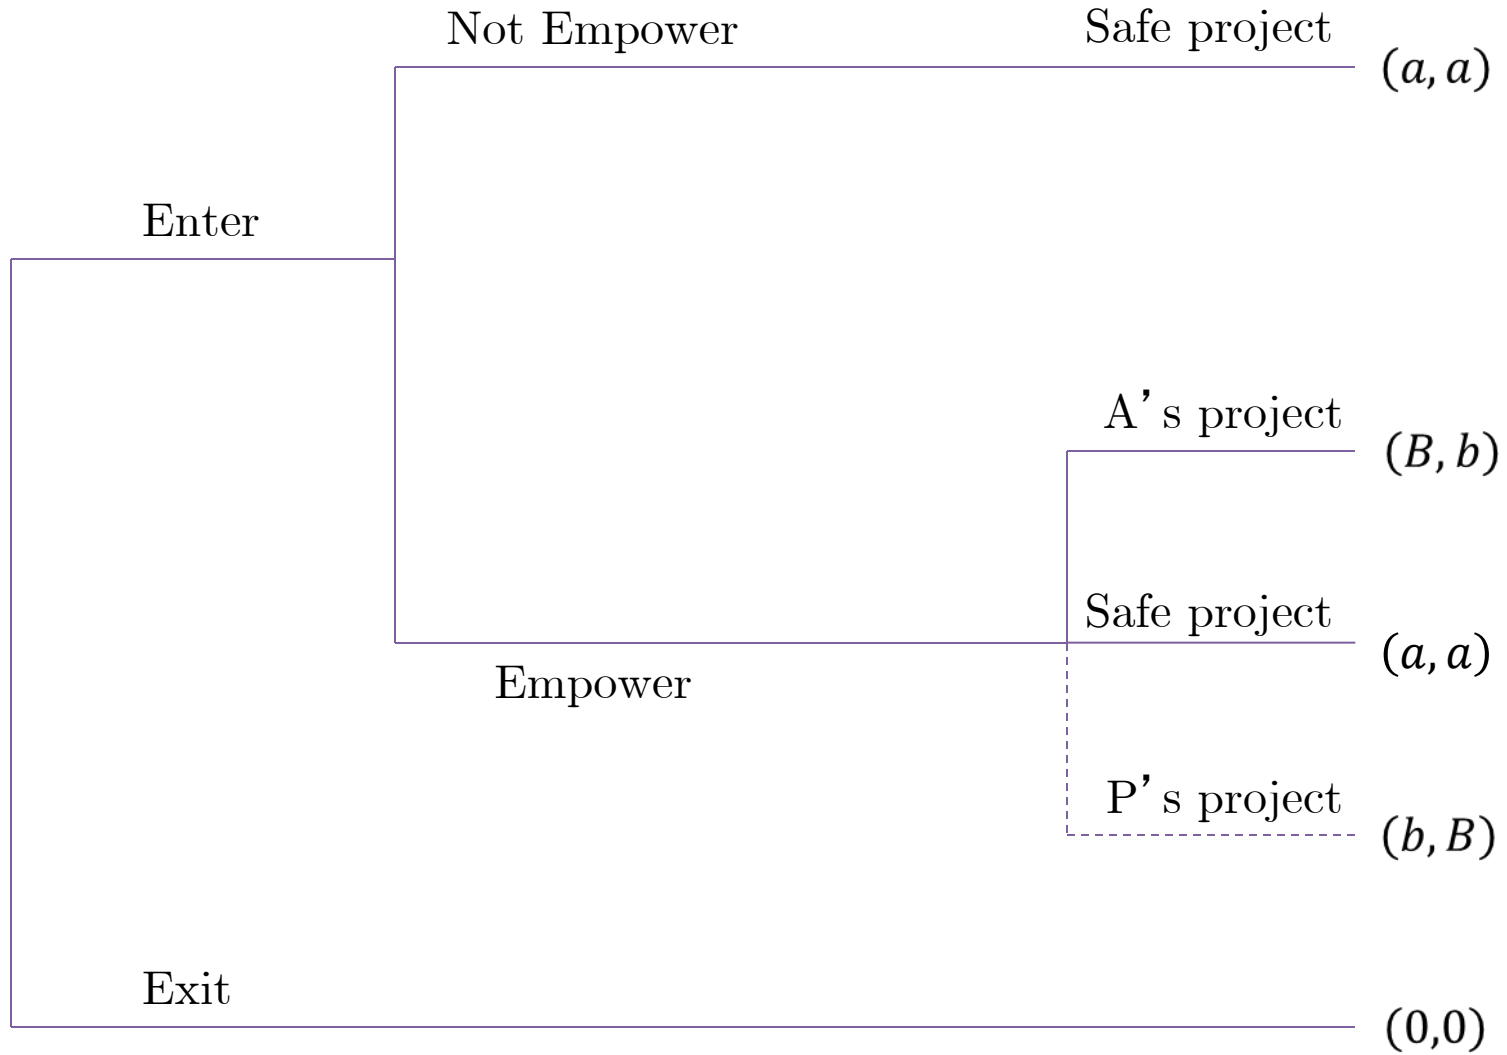 Not Empower
Safe project
(a, a)
Enter
A's project
(B, b)
Safe project
(a, a)
Empower
P's project
(b, B)
Exit
(0,0)